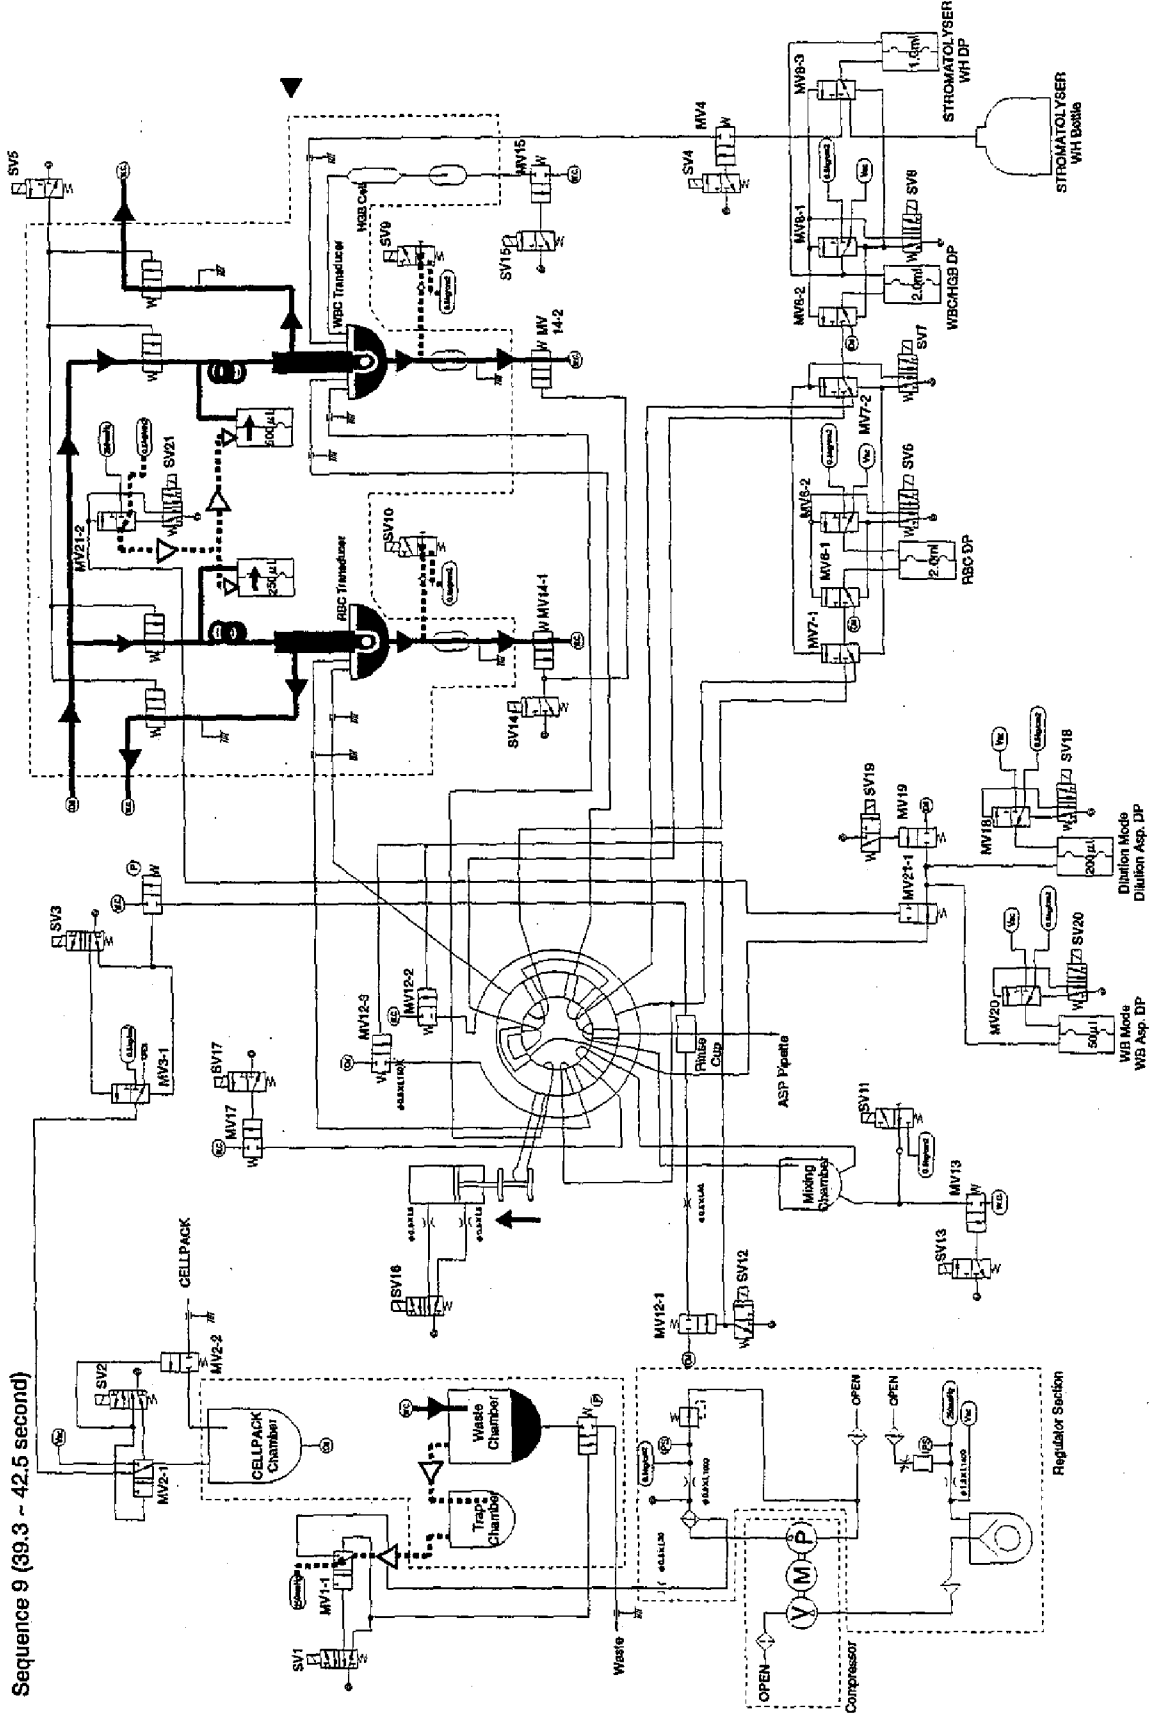 Sequence 9 (39.3 ~ 42.5 second)
SV5
SV3
SV17
MV17
MV3-1
CELLPACK
SV2
MV2-2
MV2-1
CELLPACK
Chamber
SV1
MV1-1
Trap
Chamber
Waste
Chamber
Waste
SV16
MV12-3
MV12-2
MV12-1
SV12
Rinse
Cup
ASP Pipette
Mixing
Chamber
SV11
SV13
MV13
Regulator Section
Compressor
OPEN
OPEN
OPEN
V
M
P
MV21-2
SV21
250µL
500µL
RBC Transducer
WBC Transducer
HGB Cell
SV9
SV10
MV14-1
SV14
MV
14-2
MV15
SV15
MV4
SV4
MV8-3
1.0ml
STROMATOLYSER
WH DP
STROMATOLYSER
WH Bottle
MV8-1
SV8
MV8-2
2.0ml
WBC/HGB DP
SV7
MV7-2
MV6-2
SV6
MV6-1
2.0ml
RBC DP
MV7-1
SV19
MV19
MV21-1
MV18
SV18
200µl
Dilution Mode
Dilution Asp. DP
MV20
SV20
50µl
WB Mode
WB Asp. DP